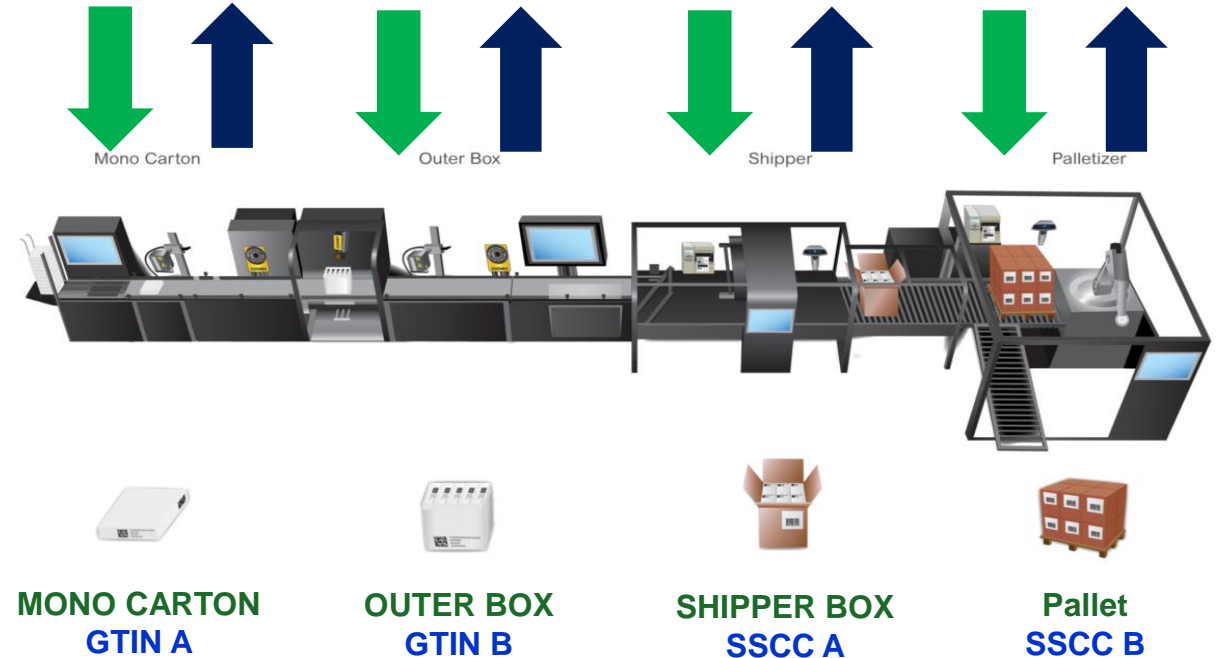 Mono Carton
Outer Box
Shipper
Palletizer
MONO CARTON
GTIN A
OUTER BOX
GTIN B
SHIPPER BOX
SSCC A
Pallet
SSCC B